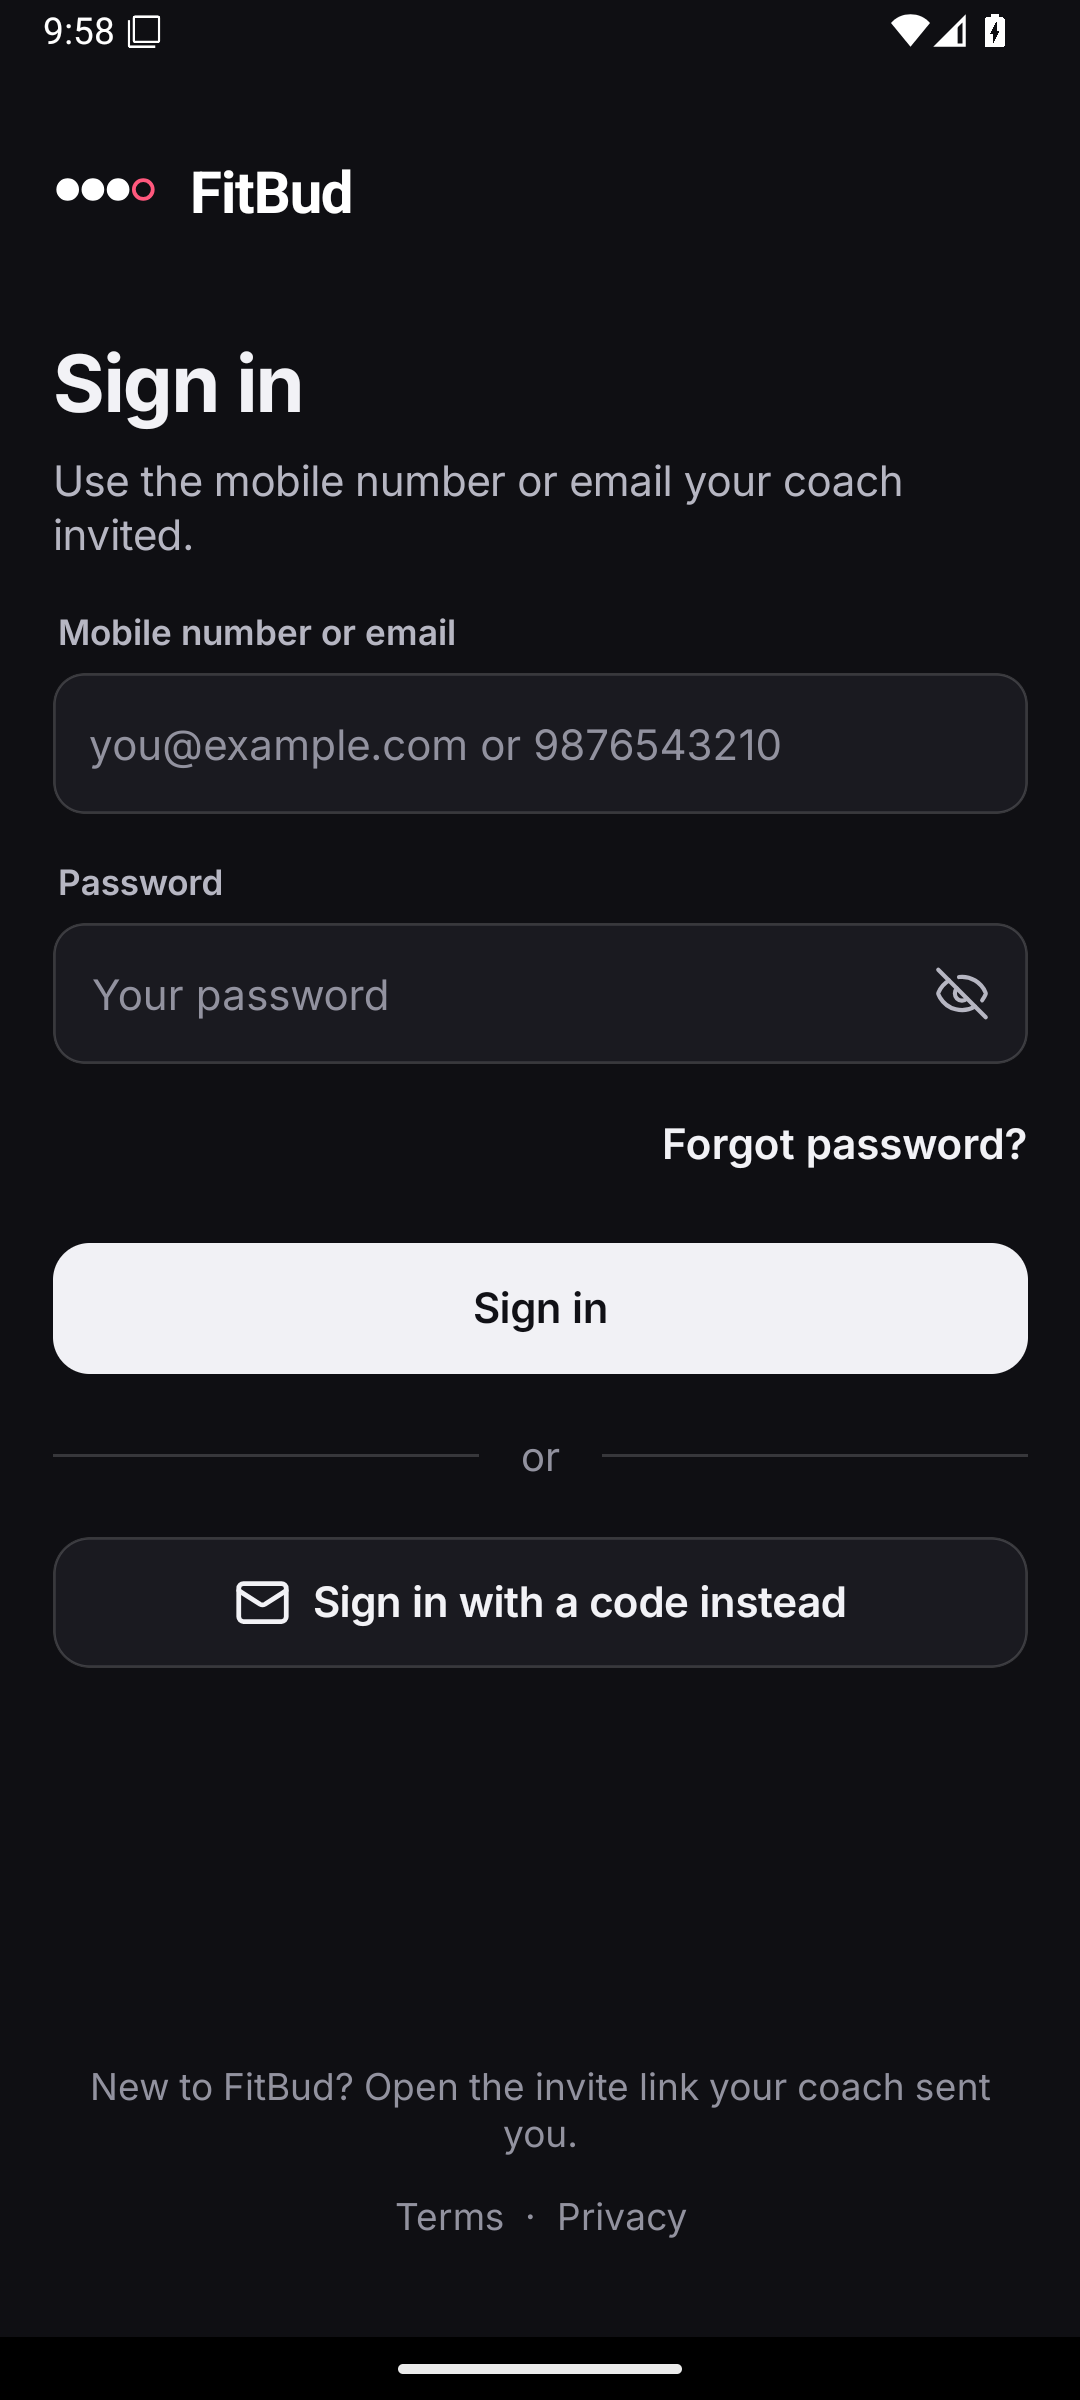 9:58
FitBud
Sign in
Use the mobile number or email your coach
invited.
Mobile number or email
you@example.com or 9876543210
Password
Your password
Forgot password?
Sign in
or
Sign in with a code instead
New to FitBud? Open the invite link your coach sent
you.
Terms · Privacy